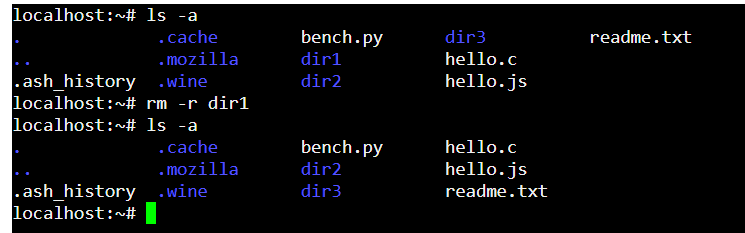 localhost:~# ls -a
.                 .cache            bench.py          dir3              readme.txt
..                .mozilla          dir1              hello.c
.ash_history      .wine             dir2              hello.js
localhost:~# rm -r dir1
localhost:~# ls -a
.                 .cache            bench.py          hello.c
..                .mozilla          dir2              hello.js
.ash_history      .wine             dir3              readme.txt
localhost:~#